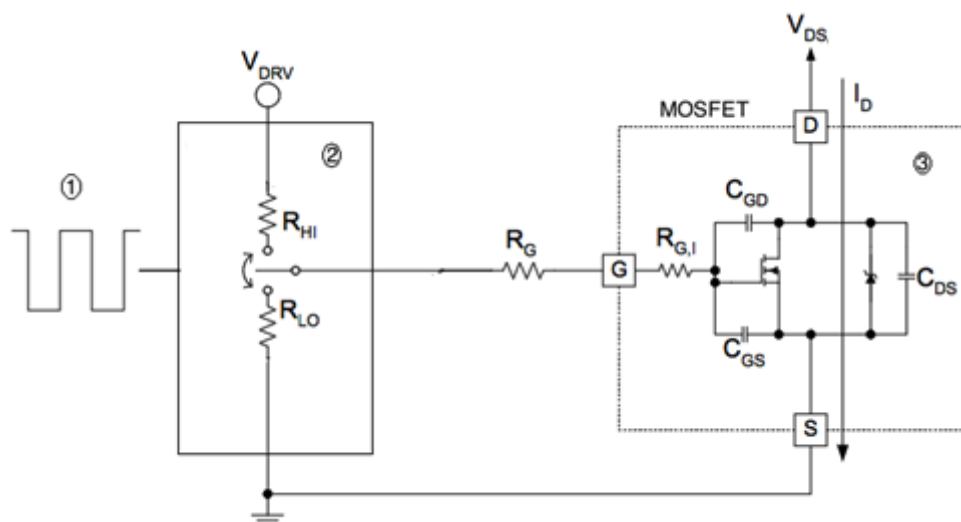 V_DS
V_DRV
I_D
MOSFET
D
②
③
①
C_GD
R_HI
R_G
R_G,I
G
C_DS
R_LO
C_GS
S